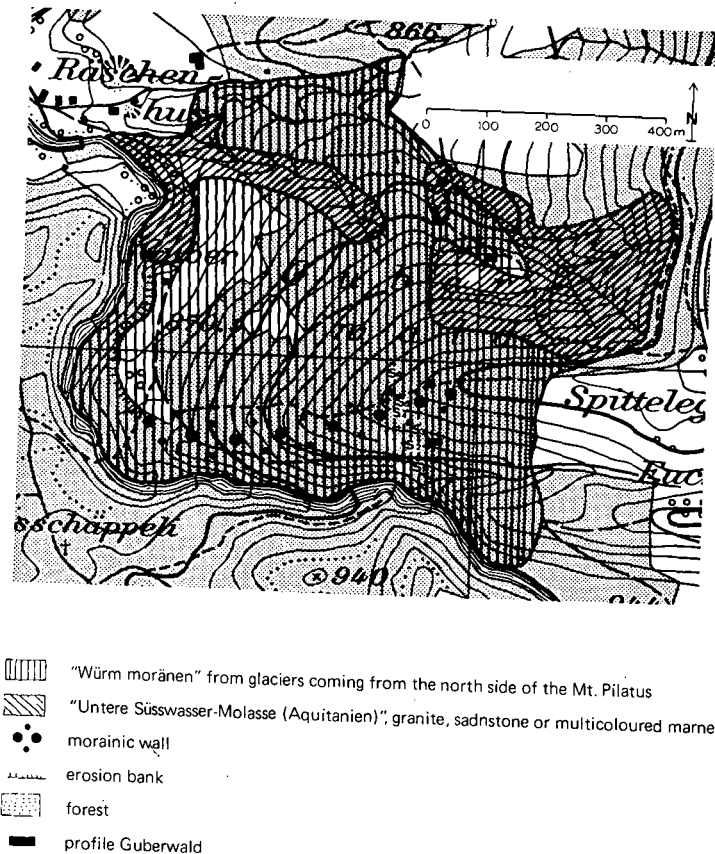 866
Raschen-
hus
N
0 100 200 300 400m
Spitteleg
Euc
sschappeli
940
"Würm moränen" from glaciers coming from the north side of the Mt. Pilatus
"Untere Süsswasser-Molasse (Aquitanien)", granite, sadnstone or multicoloured marne
morainic wall
erosion bank
forest
profile Guberwald